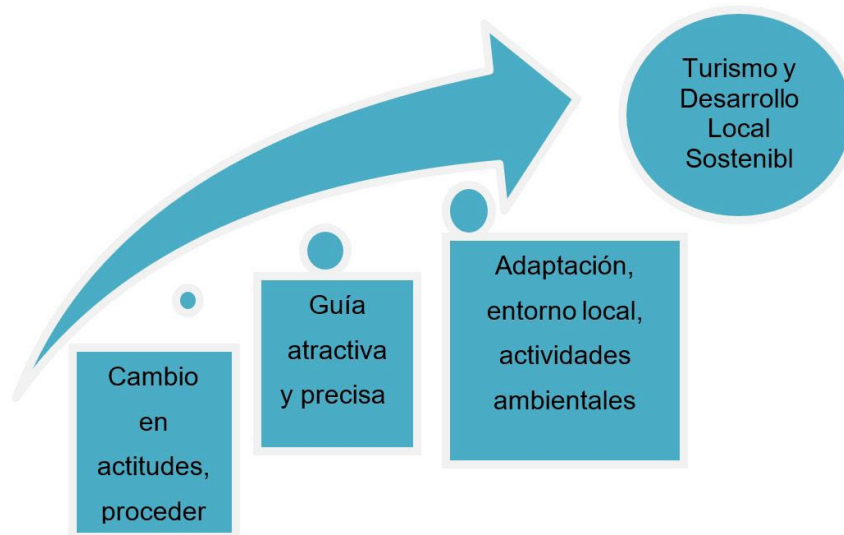 Turismo y
Desarrollo
Local
Sostenibl
Adaptación,
entorno local,
actividades
ambientales
Guía
atractiva
y precisa
Cambio
en
actitudes,
proceder